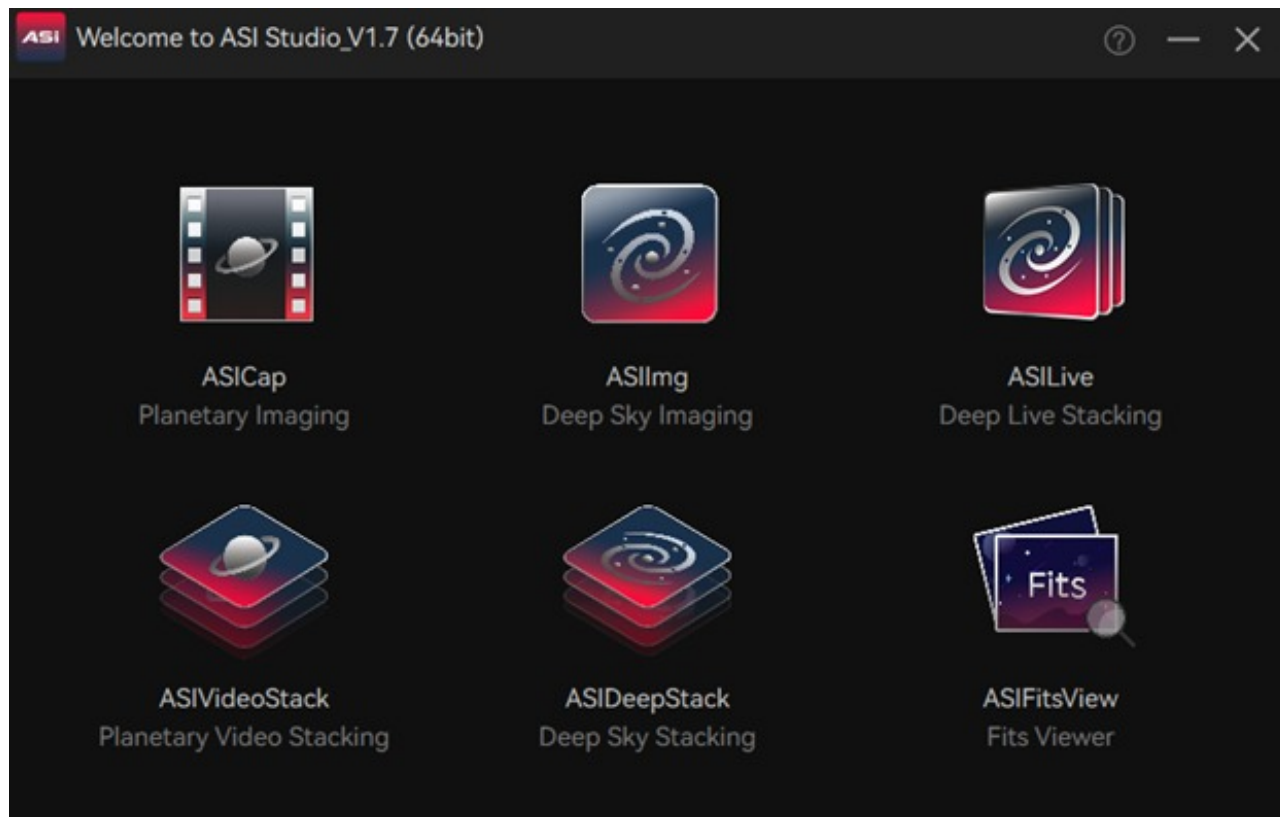 ASI Welcome to ASI Studio_V1.7 (64bit) ?
ASICap ASIImg ASILive
Planetary Imaging Deep Sky Imaging Deep Live Stacking
Fits
ASIVideoStack ASIDeepStack ASIFitsView
Planetary Video Stacking Deep Sky Stacking Fits Viewer